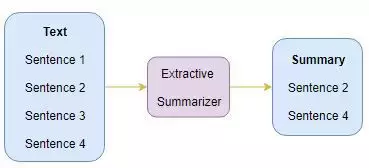 Text
Sentence 1
Sentence 2
Sentence 3
Sentence 4
Extractive
Summarizer
Summary
Sentence 2
Sentence 4